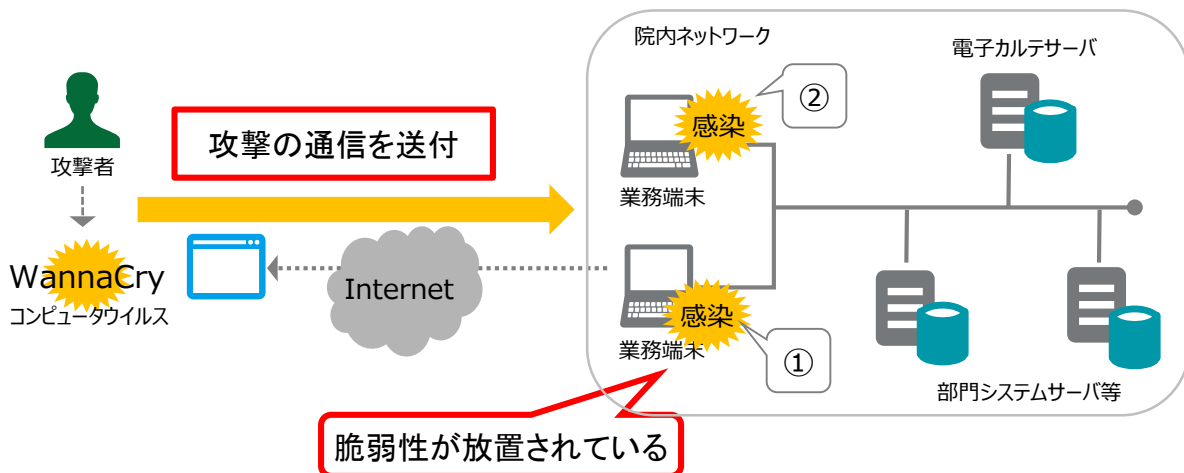 院内ネットワーク
電子カルテサーバ
攻撃者
攻撃の通信を送付
感染
②
業務端末
WannaCry
コンピュータウイルス
Internet
感染
①
業務端末
部門システムサーバ等
脆弱性が放置されている